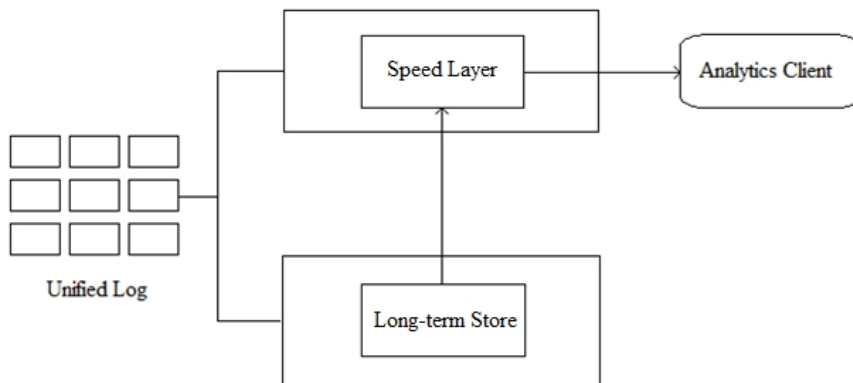 Speed Layer
Analytics Client
Unified Log
Long-term Store